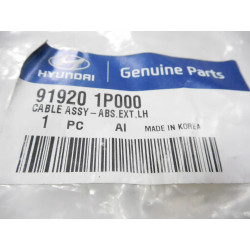 HYUNDAI
Genuine Parts
91920 1P000
CABLE ASSY-ABS.EXT.LH
1 PC AI MADE IN KOREA